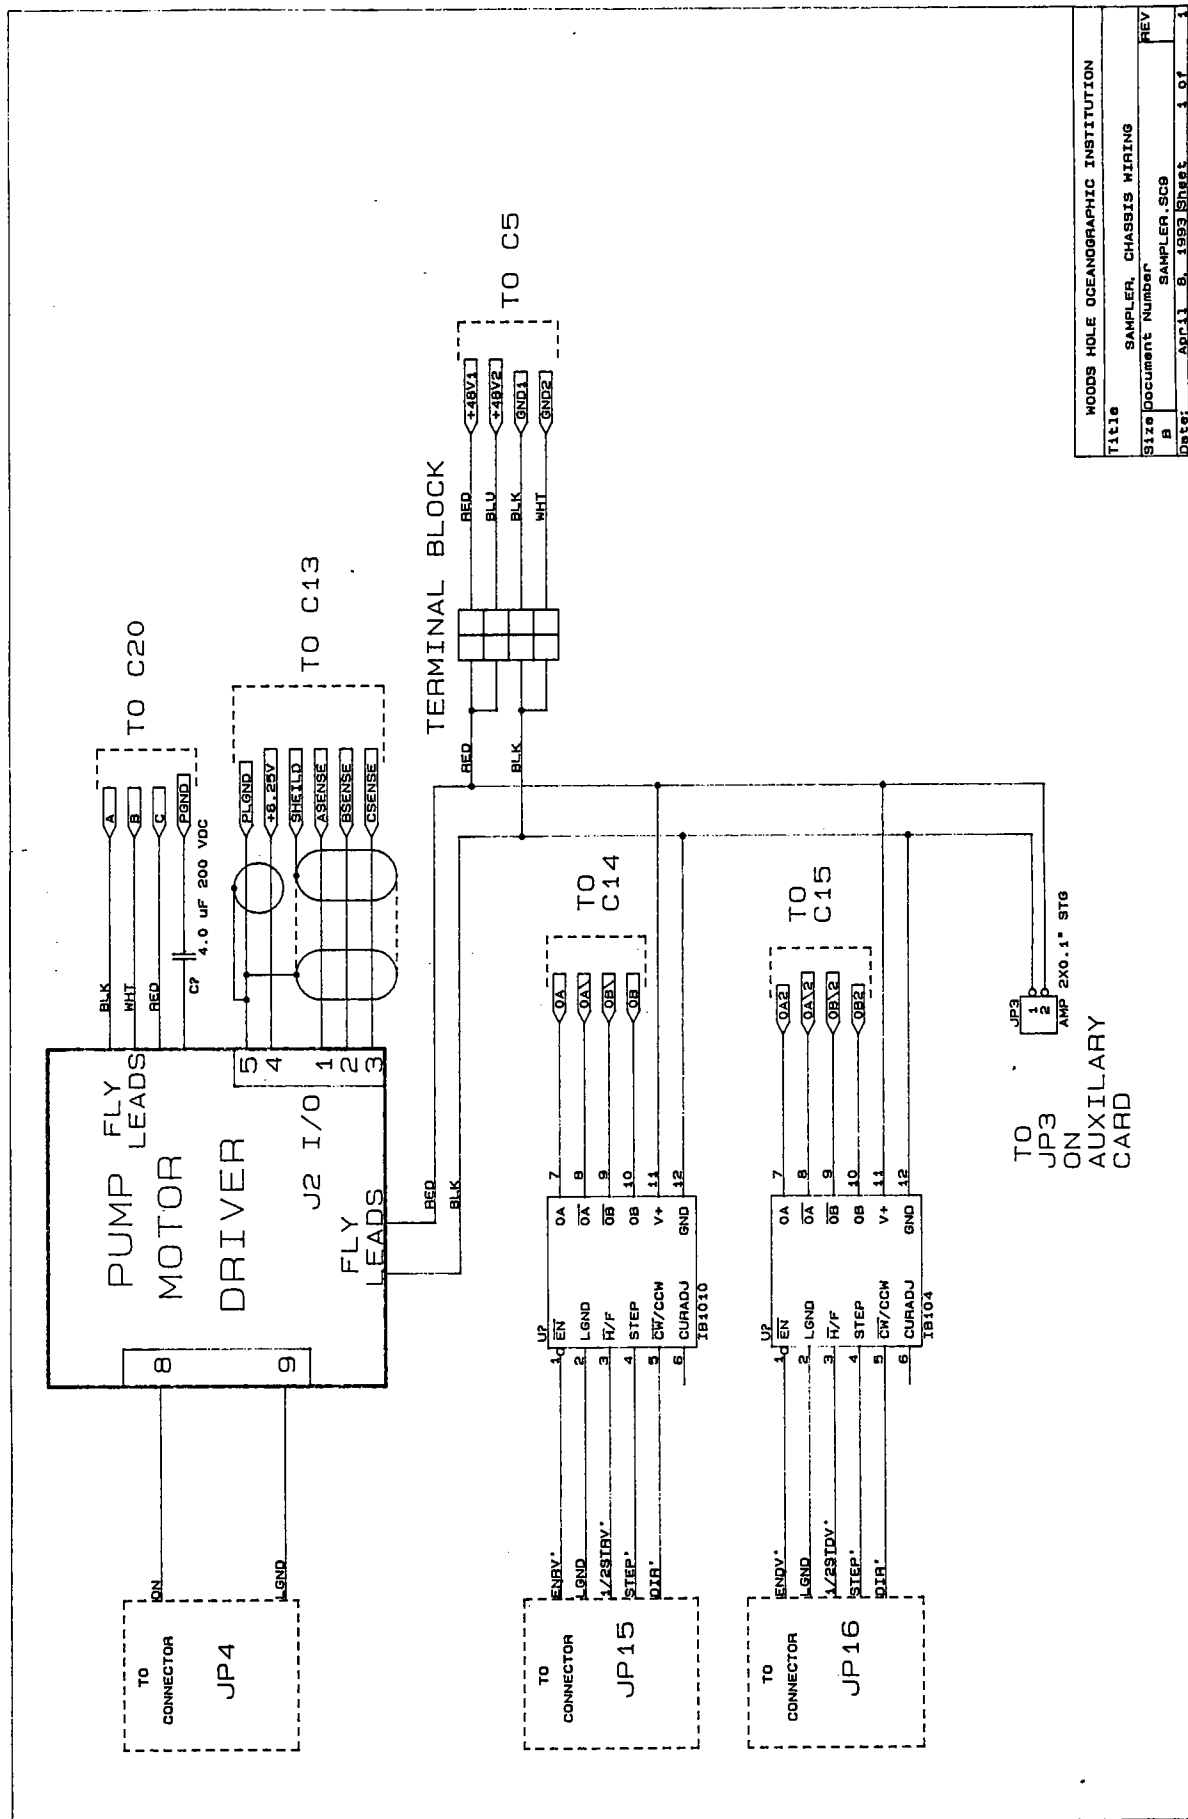 TO
CONNECTOR
JP4
ON
LGND
8
9
PUMP
MOTOR
DRIVER
FLY
LEADS
J2 I/O
FLY
LEADS
5
4
1
2
3
BLK
WHT
RED
C?
4.0 uF 200 VDC
A
B
C
PGND
TO C20
PLGND
+6.25V
SHEILD
ASENSE
BSENSE
CSENSE
TO C13
RED
BLK
TERMINAL BLOCK
RED
BLK
RED
BLU
BLK
WHT
+48V1
+48V2
GND1
GND2
TO C5
TO
CONNECTOR
JP15
ENRV'
LGND
1/2STRV'
STEP'
DIR'
U?
1 EN OA 7
2 LGND OA 8
3 H/F OB 9
4 STEP OB 10
5 CW/CCW V+ 11
6 CURADJ GND 12
IB1010
OA
OA\
OB\
OB
TO
C14
TO
CONNECTOR
JP16
ENDV'
LGND
1/2STDV'
STEP'
DIR'
U?
1 EN OA 7
2 LGND OA 8
3 H/F OB 9
4 STEP OB 10
5 CW/CCW V+ 11
6 CURADJ GND 12
IB104
OA2
OA\2
OB\2
OB2
TO
C15
TO
JP3
ON
AUXILARY
CARD
JP3
1
2
AMP 2X0.1" STG
WOODS HOLE OCEANOGRAPHIC INSTITUTION
Title
SAMPLER, CHASSIS WIRING
Size Document Number REV
B SAMPLER.SCH
Date: April 8, 1993 Sheet 1 of 1